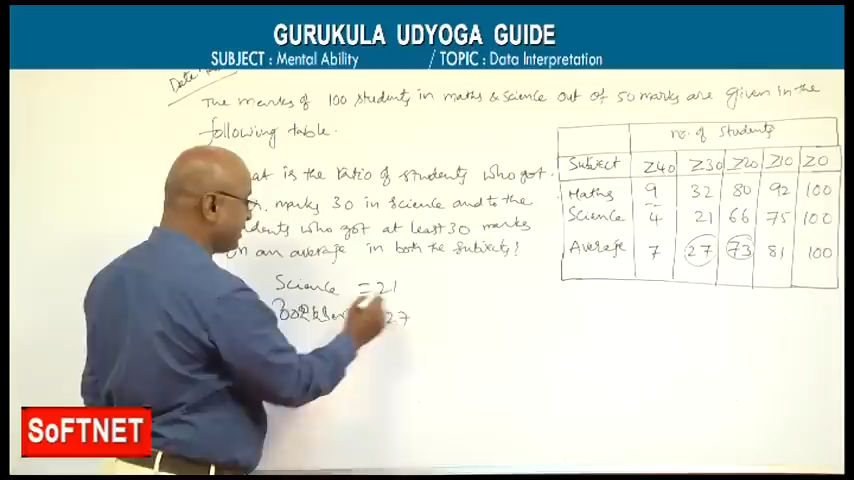 GURUKULA UDYOGA GUIDE
SUBJECT : Mental Ability / TOPIC : Data Interpretation
The marks of 100 students in maths & Science out of 50 marks are given in the
following table.
is the ratio of students who got
marks 30 in Science and to the
who got at least 30 marks
an average in both the subjects?
Science = 21
27
no. of students
Subject ≥40 ≥30 ≥20 ≥10 ≥0
Maths 9 32 80 92 100
Science 4 21 66 75 100
Average 7 27 73 81 100
SoFTNET